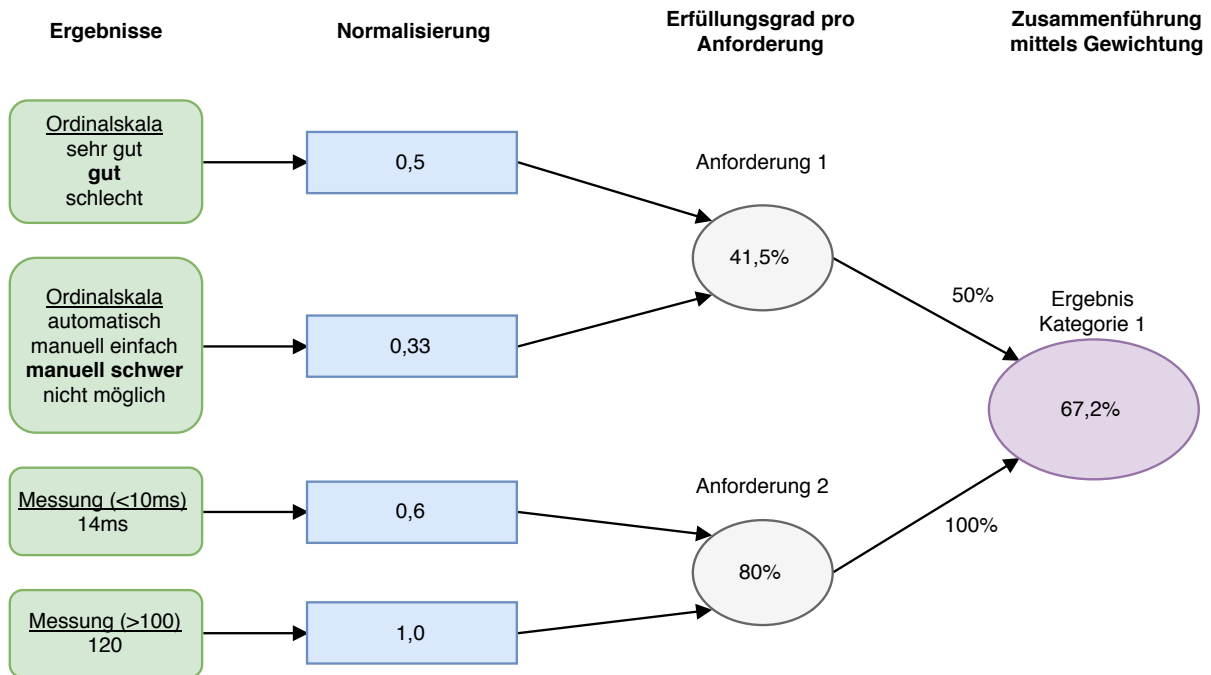 Ergebnisse
Normalisierung
Erfüllungsgrad pro
Anforderung
Zusammenführung
mittels Gewichtung
Ordinalskala
sehr gut
gut
schlecht
0,5
Anforderung 1
41,5%
Ordinalskala
automatisch
manuell einfach
manuell schwer
nicht möglich
0,33
50%
Ergebnis
Kategorie 1
67,2%
Messung (<10ms)
14ms
0,6
Anforderung 2
80%
100%
Messung (>100)
120
1,0